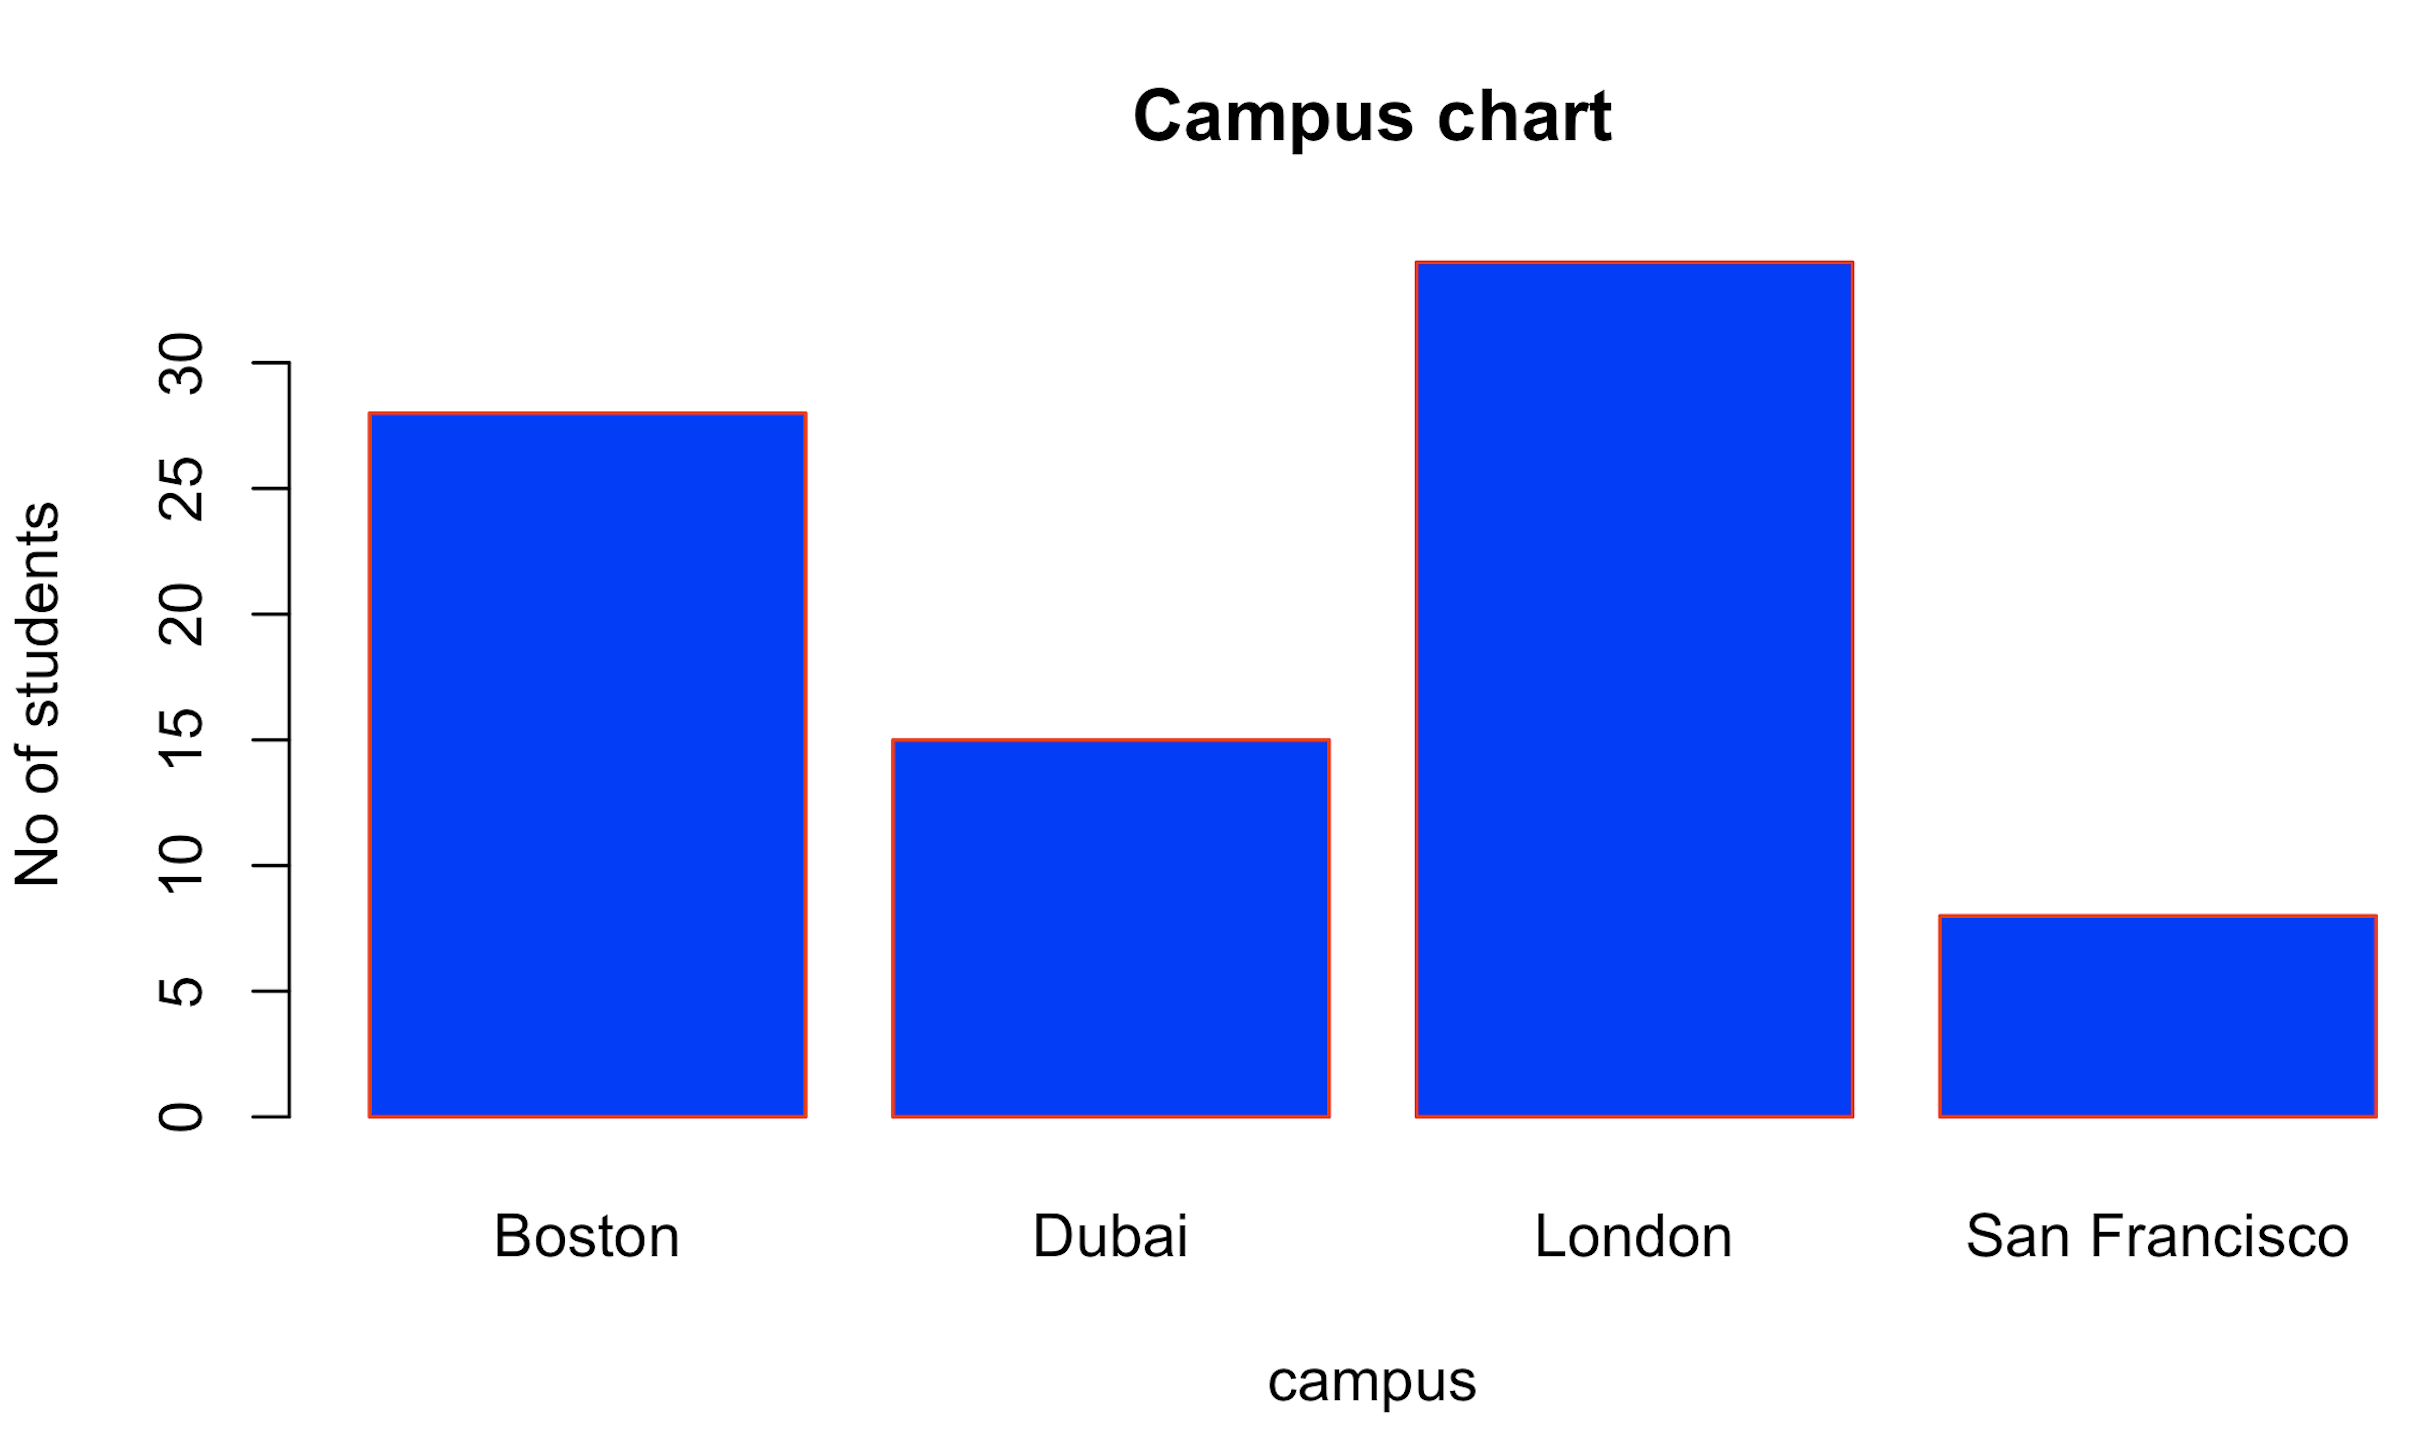 Campus chart
No of students
30
25
20
15
10
5
0
Boston
Dubai
London
San Francisco
campus